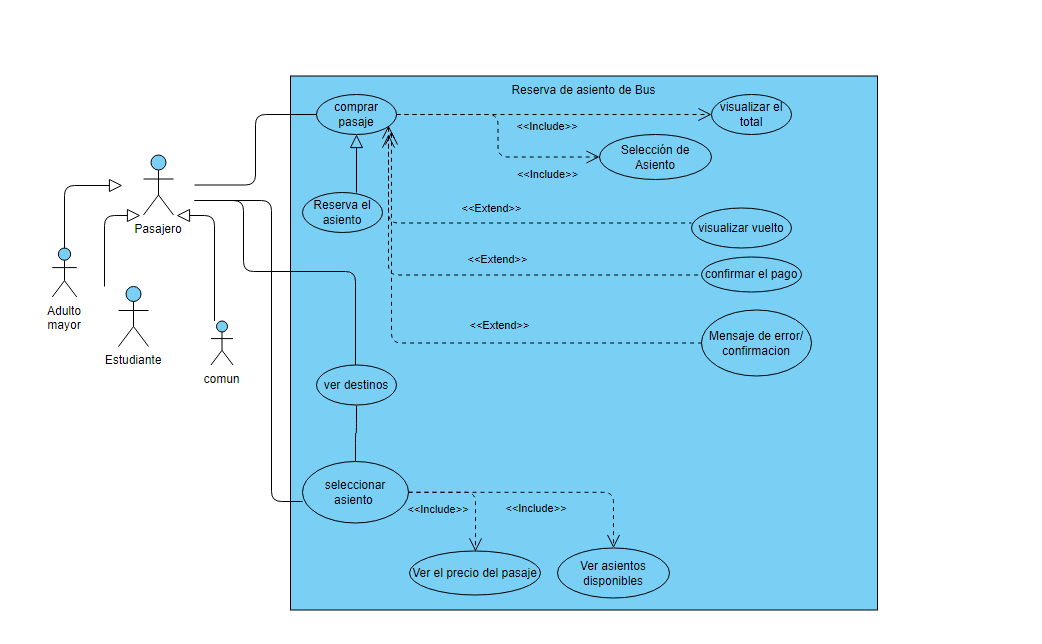 Reserva de asiento de Bus
comprar
pasaje
visualizar el
total
<<Include>>
Selección de
Asiento
<<Include>>
Reserva el
asiento
<<Extend>>
visualizar vuelto
Pasajero
<<Extend>>
confirmar el pago
Adulto
mayor
<<Extend>>
Mensaje de error/
confirmacion
Estudiante
comun
ver destinos
seleccionar
asiento
<<Include>>
<<Include>>
Ver el precio del pasaje
Ver asientos
disponibles